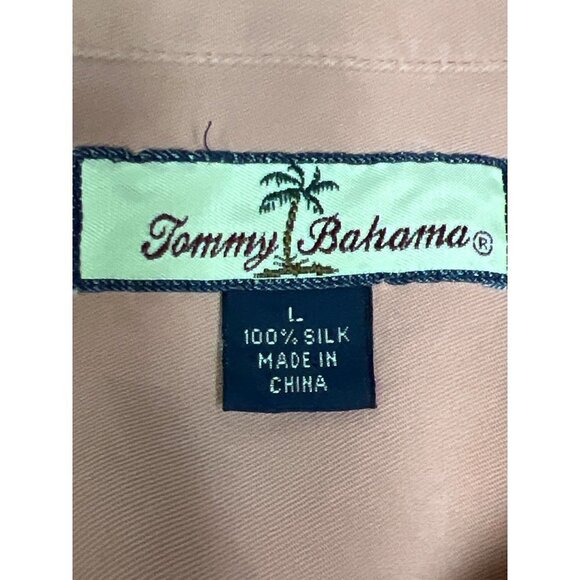 Tommy Bahama®
L
100% SILK
MADE IN
CHINA